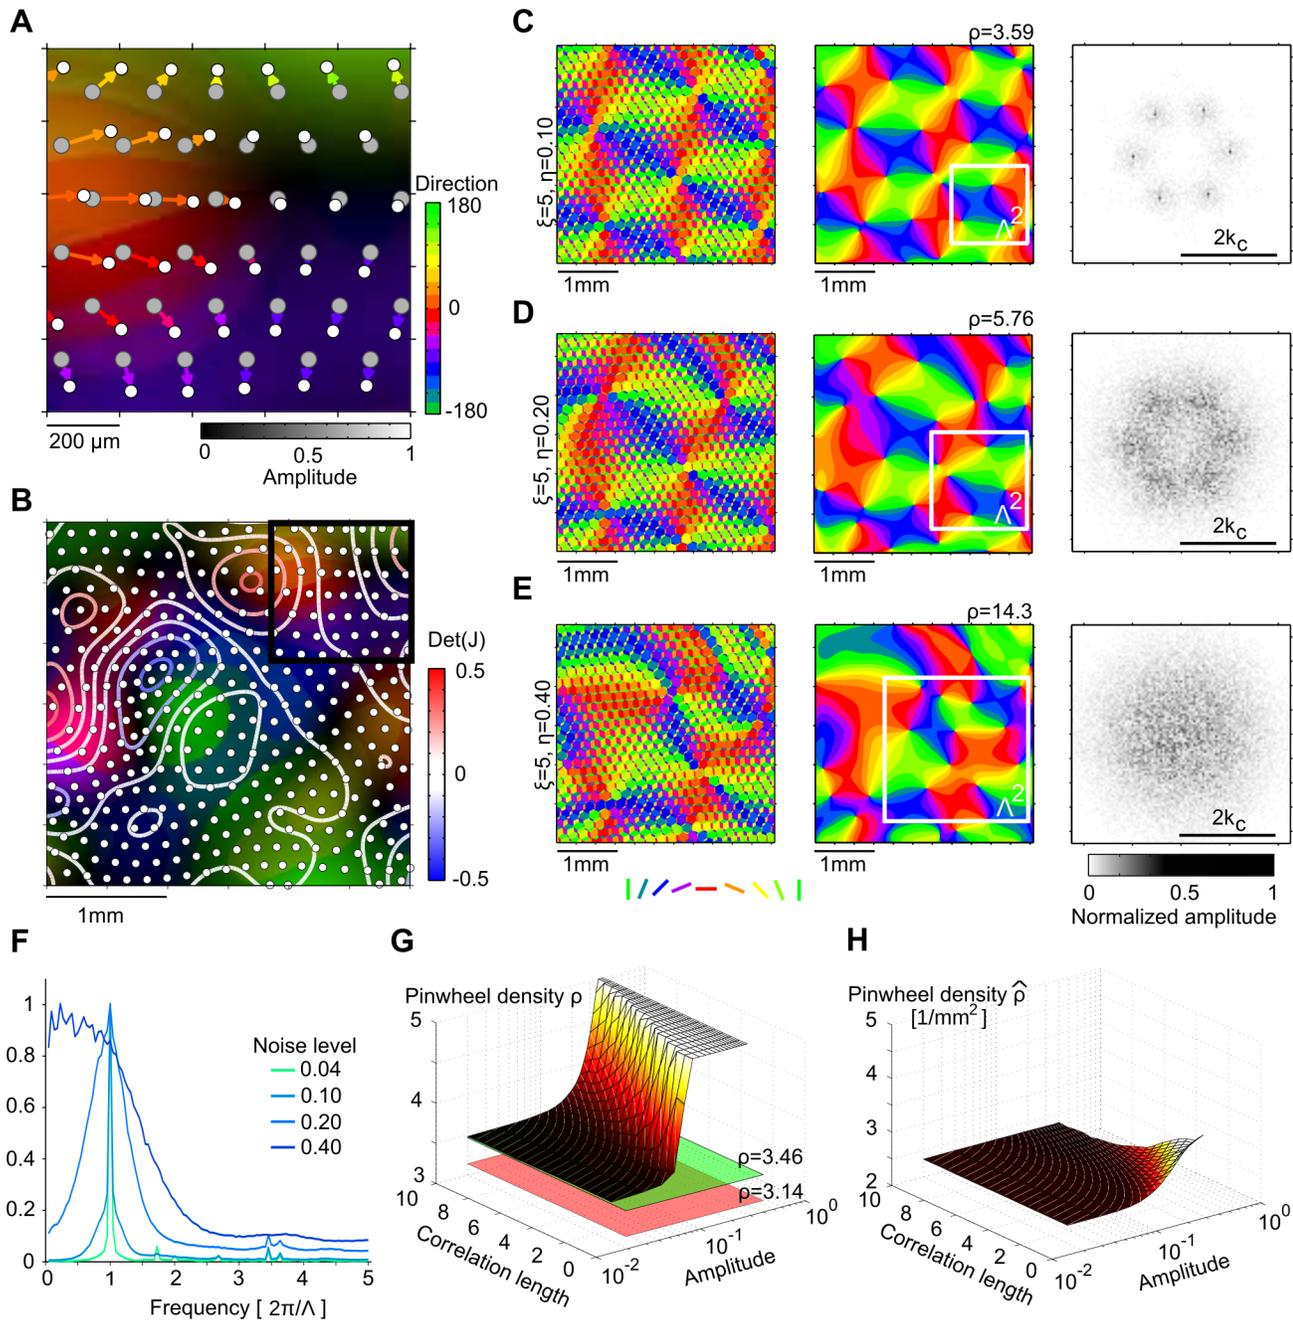 A
Direction
180
0
-180
200 μm
0
0.5
1
Amplitude
B
Det(J)
0.5
0
-0.5
1mm
C
ξ=5, η=0.10
1mm
ρ=3.59
Λ2
1mm
2kc
D
ξ=5, η=0.20
1mm
ρ=5.76
Λ2
1mm
2kc
E
ξ=5, η=0.40
1mm
ρ=14.3
Λ2
1mm
2kc
0
0.5
1
Normalized amplitude
F
1
0.8
0.6
0.4
0.2
0
0 1 2 3 4 5
Frequency [ 2π/Λ ]
Noise level
0.04
0.10
0.20
0.40
G
Pinwheel density ρ
5
4
3
10 8 6 4 2 0
Correlation length
10-2 10-1 100
Amplitude
ρ=3.46
ρ=3.14
H
Pinwheel density ρ̂
[1/mm2]
5
4
3
2
10 8 6 4 2 0
Correlation length
10-2 10-1 100
Amplitude